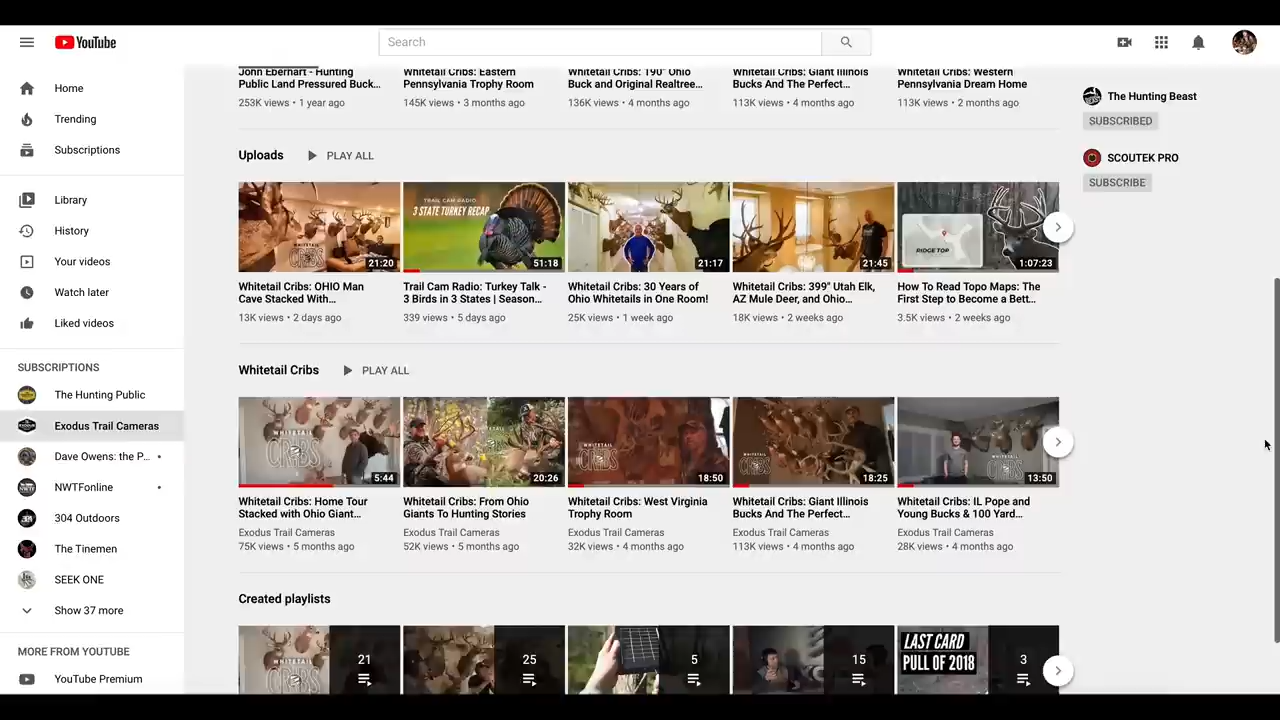 YouTube
Search
Home
Trending
Subscriptions
Library
History
Your videos
Watch later
Liked videos
SUBSCRIPTIONS
The Hunting Public
Exodus Trail Cameras
Dave Owens: the P...
NWTFonline
304 Outdoors
The Tinemen
SEEK ONE
Show 37 more
MORE FROM YOUTUBE
YouTube Premium
John Eberhart - Hunting
Public Land Pressured Buck...
253K views • 1 year ago
Whitetail Cribs: Eastern
Pennsylvania Trophy Room
145K views • 3 months ago
Whitetail Cribs: 190" Ohio
Buck and Original Realtree...
136K views • 4 months ago
Whitetail Cribs: Giant Illinois
Bucks And The Perfect...
113K views • 4 months ago
Whitetail Cribs: Western
Pennsylvania Dream Home
113K views • 2 months ago
Uploads
PLAY ALL
WHITETAIL
CRIBS
21:20
Whitetail Cribs: OHIO Man
Cave Stacked With...
13K views • 2 days ago
TRAIL CAM RADIO:
3 STATE TURKEY RECAP
51:18
Trail Cam Radio: Turkey Talk -
3 Birds in 3 States | Season...
339 views • 5 days ago
21:17
Whitetail Cribs: 30 Years of
Ohio Whitetails in One Room!
25K views • 1 week ago
21:45
Whitetail Cribs: 399" Utah Elk,
AZ Mule Deer, and Ohio...
18K views • 2 weeks ago
RIDGE TOP
1:07:23
How To Read Topo Maps: The
First Step to Become a Bett...
3.5K views • 2 weeks ago
Whitetail Cribs
PLAY ALL
WHITETAIL
CRIBS
5:44
Whitetail Cribs: Home Tour
Stacked with Ohio Giant...
Exodus Trail Cameras
75K views • 5 months ago
WHITETAIL
20:26
Whitetail Cribs: From Ohio
Giants To Hunting Stories
Exodus Trail Cameras
52K views • 5 months ago
WHITETAIL
CRIBS
18:50
Whitetail Cribs: West Virginia
Trophy Room
Exodus Trail Cameras
32K views • 4 months ago
WHITETAIL
CRIBS
18:25
Whitetail Cribs: Giant Illinois
Bucks And The Perfect...
Exodus Trail Cameras
113K views • 4 months ago
WHITETAIL
CRIBS
13:50
Whitetail Cribs: IL Pope and
Young Bucks & 100 Yard...
Exodus Trail Cameras
28K views • 4 months ago
Created playlists
WHITETAIL
21
25
5
15
LAST CARD
PULL OF 2018
3
The Hunting Beast
SUBSCRIBED
SCOUTEK PRO
SUBSCRIBE